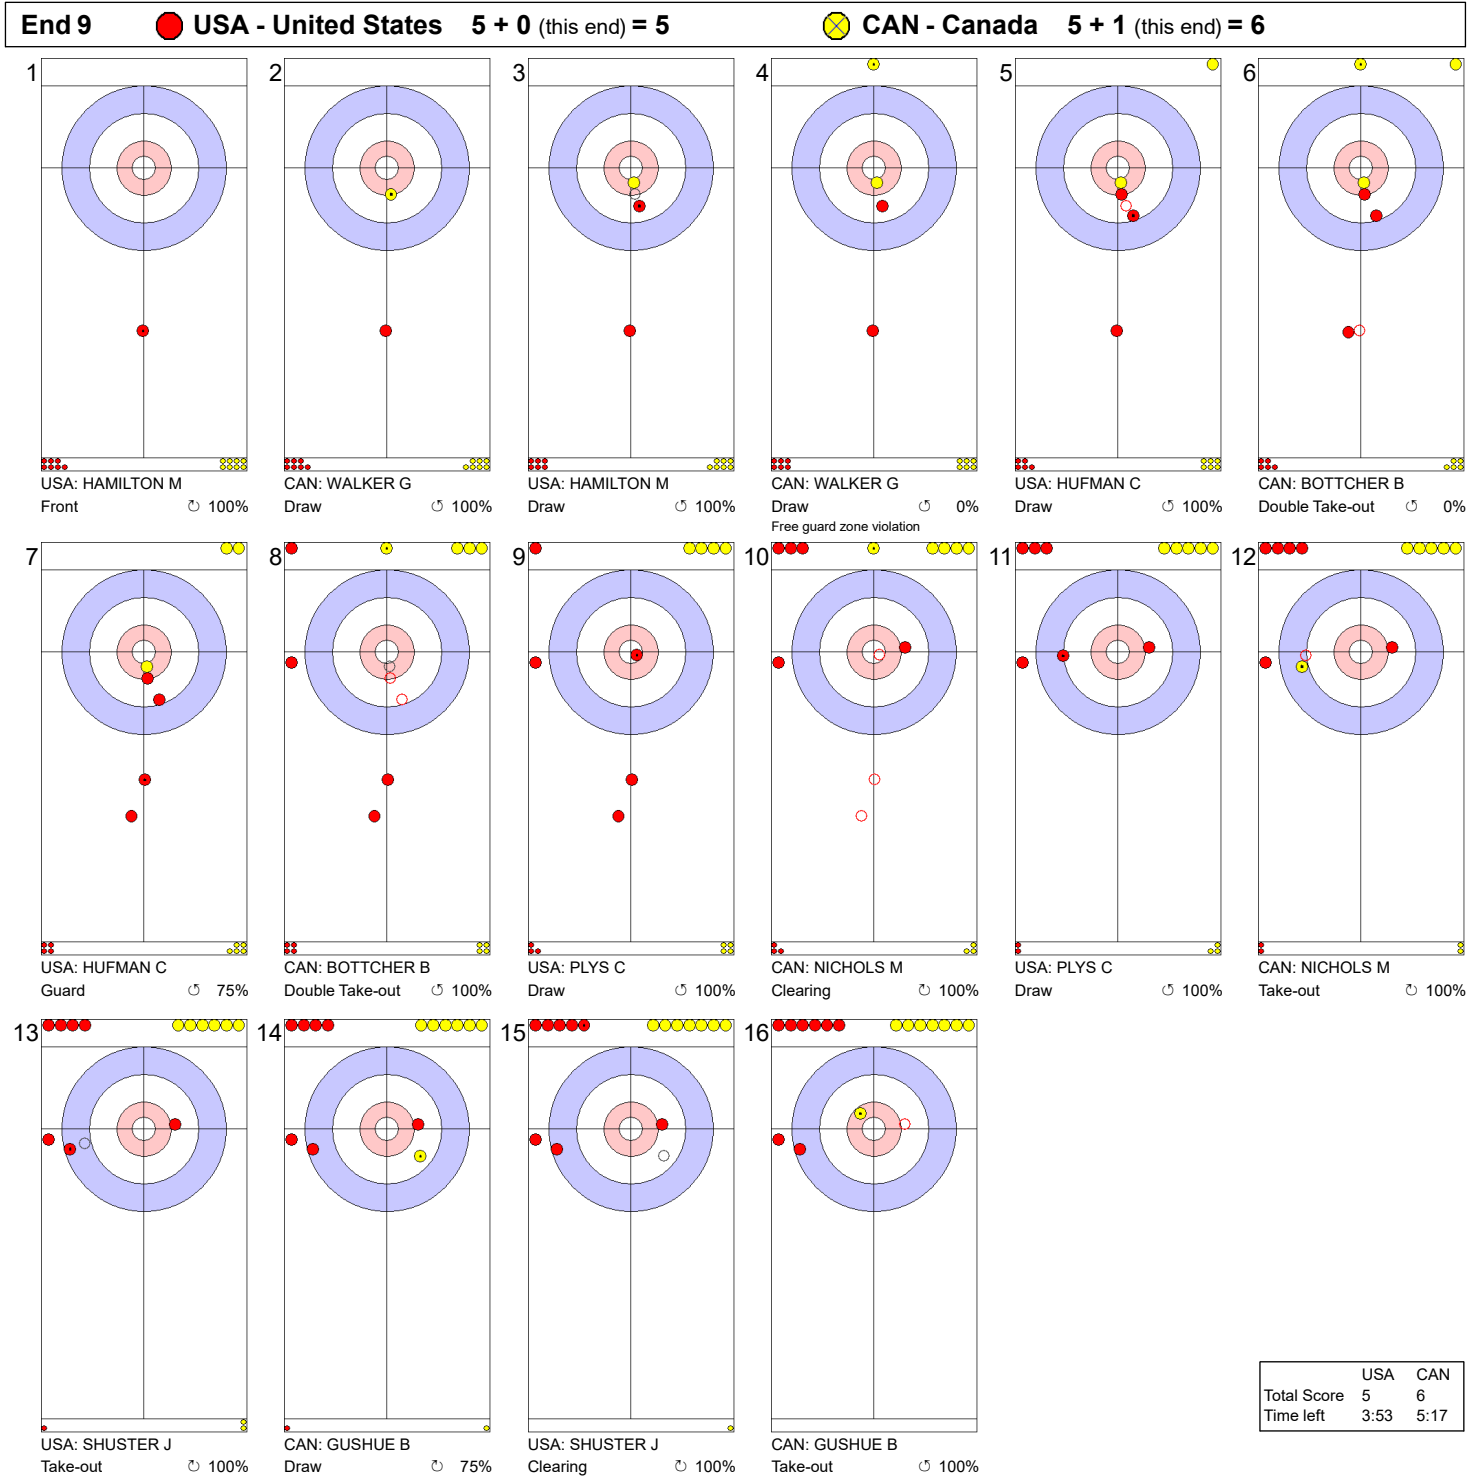 End 9 USA - United States 5 + 0 (this end) = 5 CAN - Canada 5 + 1 (this end) = 6
1 2 3 4 5 6
USA: HAMILTON M CAN: WALKER G USA: HAMILTON M CAN: WALKER G USA: HUFMAN C CAN: BOTTCHER B
Front ↻ 100% Draw ↺ 100% Draw ↻ 100% Draw ↺ 0% Draw ↺ 100% Double Take-out ↺ 0%
Free guard zone violation
7 8 9 10 11 12
USA: HUFMAN C CAN: BOTTCHER B USA: PLYS C CAN: NICHOLS M USA: PLYS C CAN: NICHOLS M
Guard ↺ 75% Double Take-out ↺ 100% Draw ↻ 100% Clearing ↻ 100% Draw ↺ 100% Take-out ↻ 100%
13 14 15 16
USA: SHUSTER J CAN: GUSHUE B USA: SHUSTER J CAN: GUSHUE B
Take-out ↻ 100% Draw ↻ 75% Clearing ↻ 100% Take-out ↺ 100%
USA CAN
Total Score 5 6
Time left 3:53 5:17